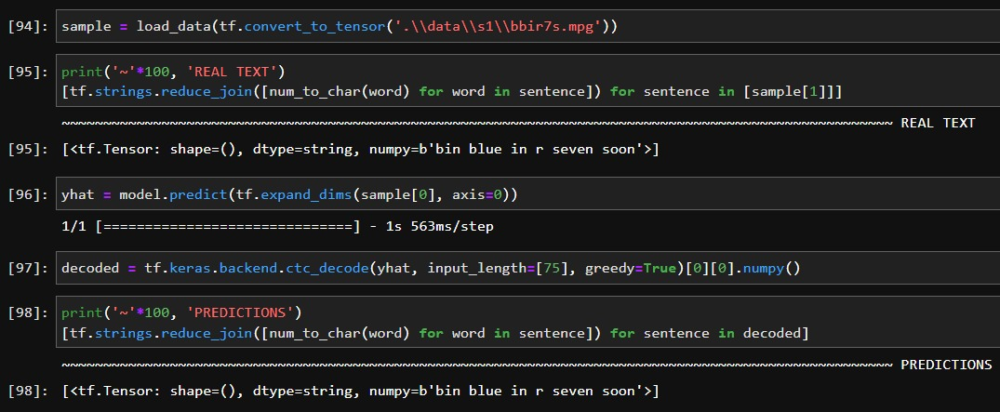 [94]: sample = load_data(tf.convert_to_tensor('.\\data\\s1\\bbir7s.mpg'))
[95]: print('~'*100, 'REAL TEXT')
[tf.strings.reduce_join([num_to_char(word) for word in sentence]) for sentence in [sample[1]]]
~~~~~~~~~~~~~~~~~~~~~~~~~~~~~~~~~~~~~~~~~~~~~~~~~~~~~~~~~~~~~~~~~~~~~~~~~~~~~~~~~~~~~~~~~~~~~~~~~~~~ REAL TEXT
[95]: [<tf.Tensor: shape=(), dtype=string, numpy=b'bin blue in r seven soon'>]
[96]: yhat = model.predict(tf.expand_dims(sample[0], axis=0))
1/1 [==============================] - 1s 563ms/step
[97]: decoded = tf.keras.backend.ctc_decode(yhat, input_length=[75], greedy=True)[0][0].numpy()
[98]: print('~'*100, 'PREDICTIONS')
[tf.strings.reduce_join([num_to_char(word) for word in sentence]) for sentence in decoded]
~~~~~~~~~~~~~~~~~~~~~~~~~~~~~~~~~~~~~~~~~~~~~~~~~~~~~~~~~~~~~~~~~~~~~~~~~~~~~~~~~~~~~~~~~~~~~~~~~~~~ PREDICTIONS
[98]: [<tf.Tensor: shape=(), dtype=string, numpy=b'bin blue in r seven soon'>]